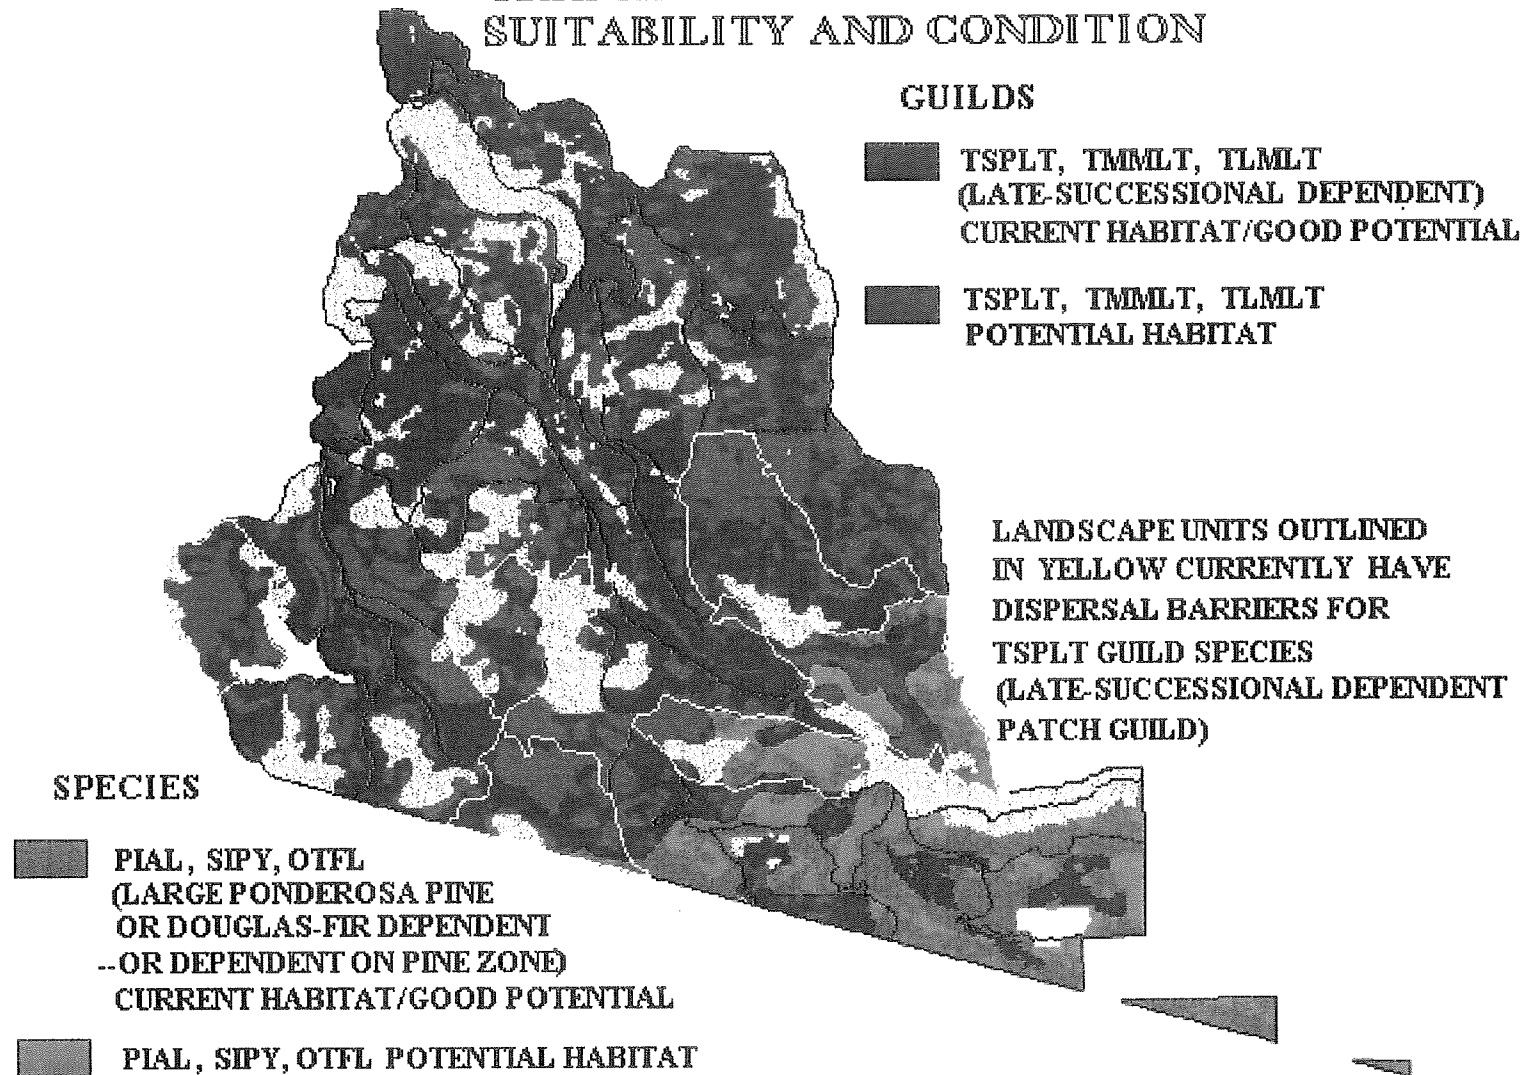 SUITABILITY AND CONDITION
GUILDS
TSPLT, TMMLT, TLMLT
(LATE-SUCCESSIONAL DEPENDENT)
CURRENT HABITAT/GOOD POTENTIAL
TSPLT, TMMLT, TLMLT
POTENTIAL HABITAT
LANDSCAPE UNITS OUTLINED
IN YELLOW CURRENTLY HAVE
DISPERSAL BARRIERS FOR
TSPLT GUILD SPECIES
(LATE-SUCCESSIONAL DEPENDENT
PATCH GUILD)
SPECIES
PIAL, SIPY, OTFL
(LARGE PONDEROSA PINE
OR DOUGLAS-FIR DEPENDENT
--OR DEPENDENT ON PINE ZONE)
CURRENT HABITAT/GOOD POTENTIAL
PIAL, SIPY, OTFL POTENTIAL HABITAT